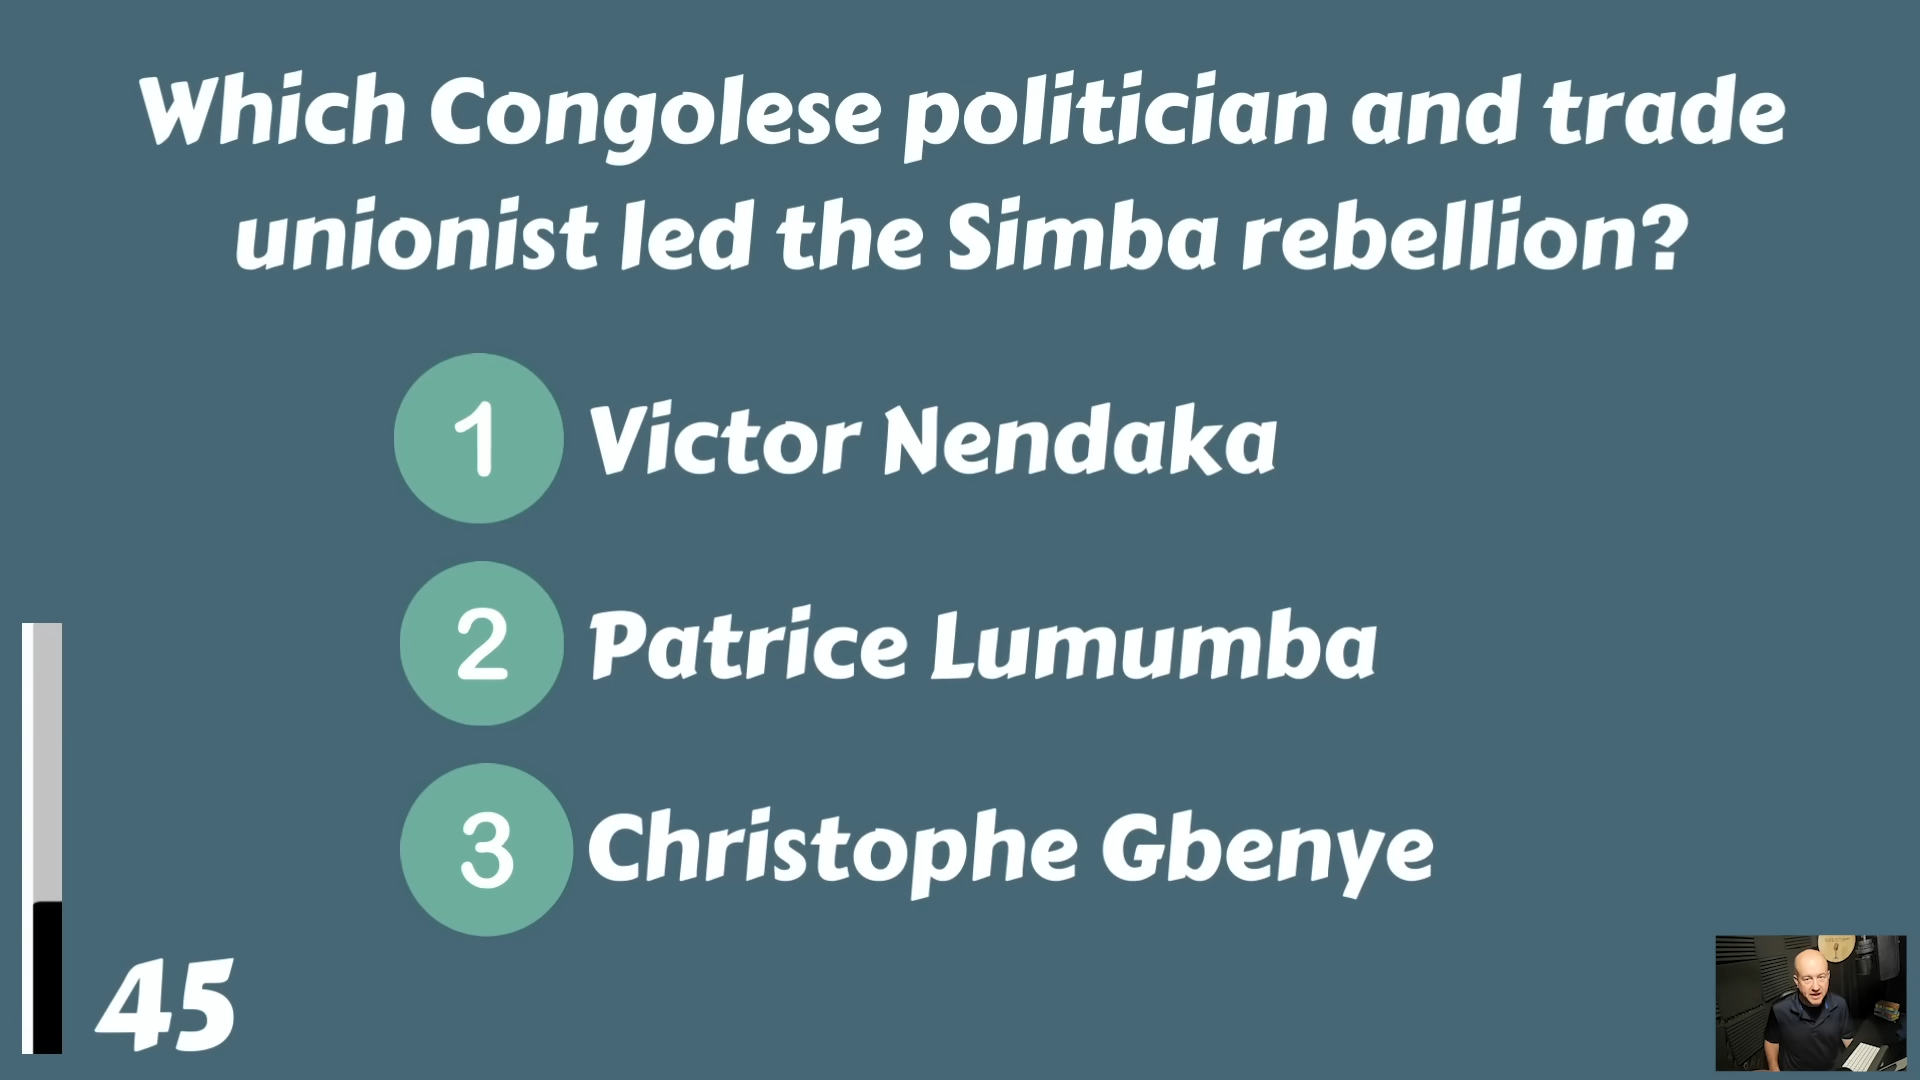 Which Congolese politician and trade
unionist led the Simba rebellion?
1 Victor Nendaka
2 Patrice Lumumba
3 Christophe Gbenye
45